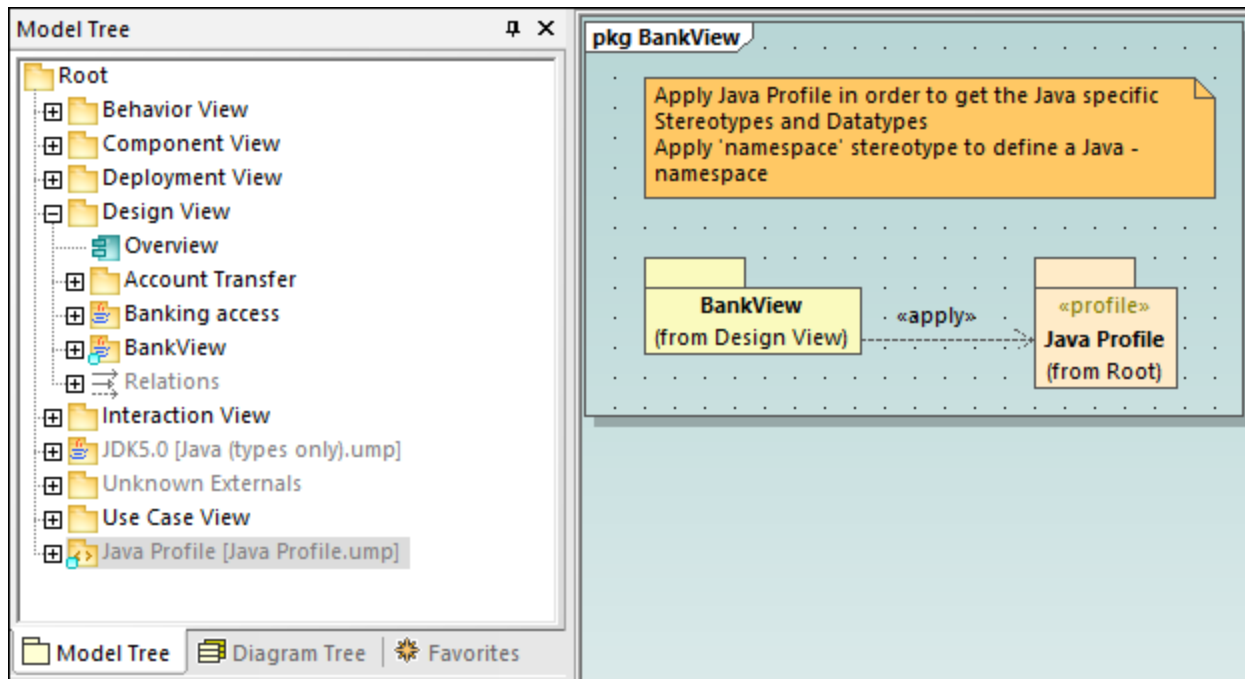 Model Tree
Root
Behavior View
Component View
Deployment View
Design View
Overview
Account Transfer
Banking access
BankView
Relations
Interaction View
JDK5.0 [Java (types only).ump]
Unknown Externals
Use Case View
Java Profile [Java Profile.ump]
Model Tree
Diagram Tree
Favorites
pkg BankView
Apply Java Profile in order to get the Java specific
Stereotypes and Datatypes
Apply 'namespace' stereotype to define a Java -
namespace
BankView
(from Design View)
«apply»
«profile»
Java Profile
(from Root)